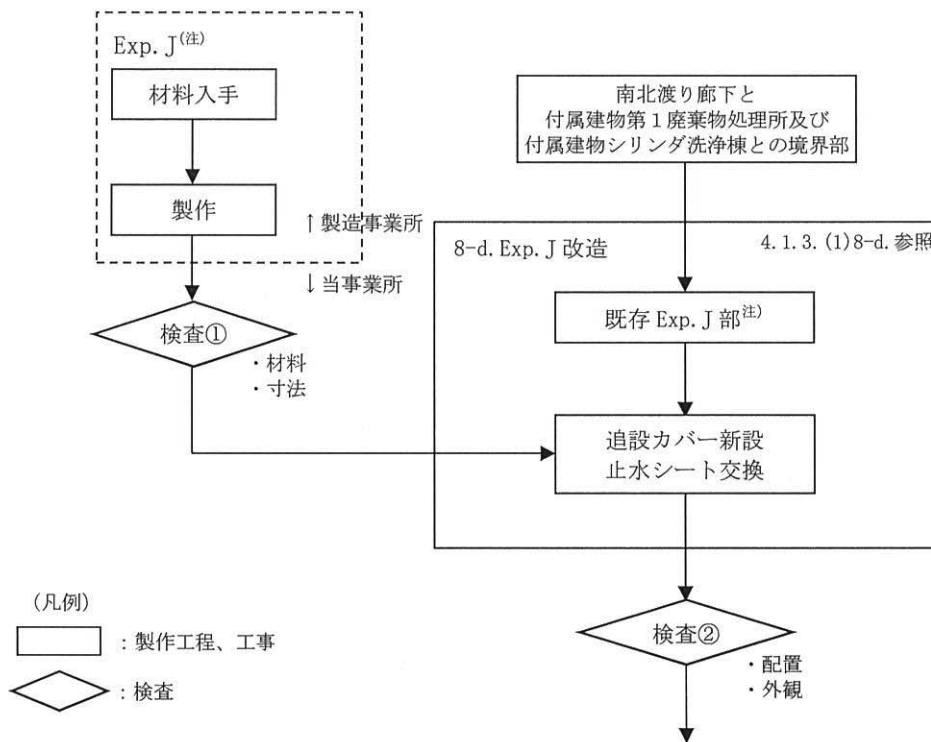 Exp. J(注)
材料入手
製作
↑製造事業所
↓当事業所
検査①
・材料
・寸法
南北渡り廊下と
付属建物第１廃棄物処理所及び
付属建物シリンダ洗浄棟との境界部
8-d. Exp. J 改造
4.1.3. (1)8-d. 参照
既存 Exp. J 部注)
追設カバー新設
止水シート交換
検査②
・配置
・外観
(凡例)
：製作工程、工事
：検査